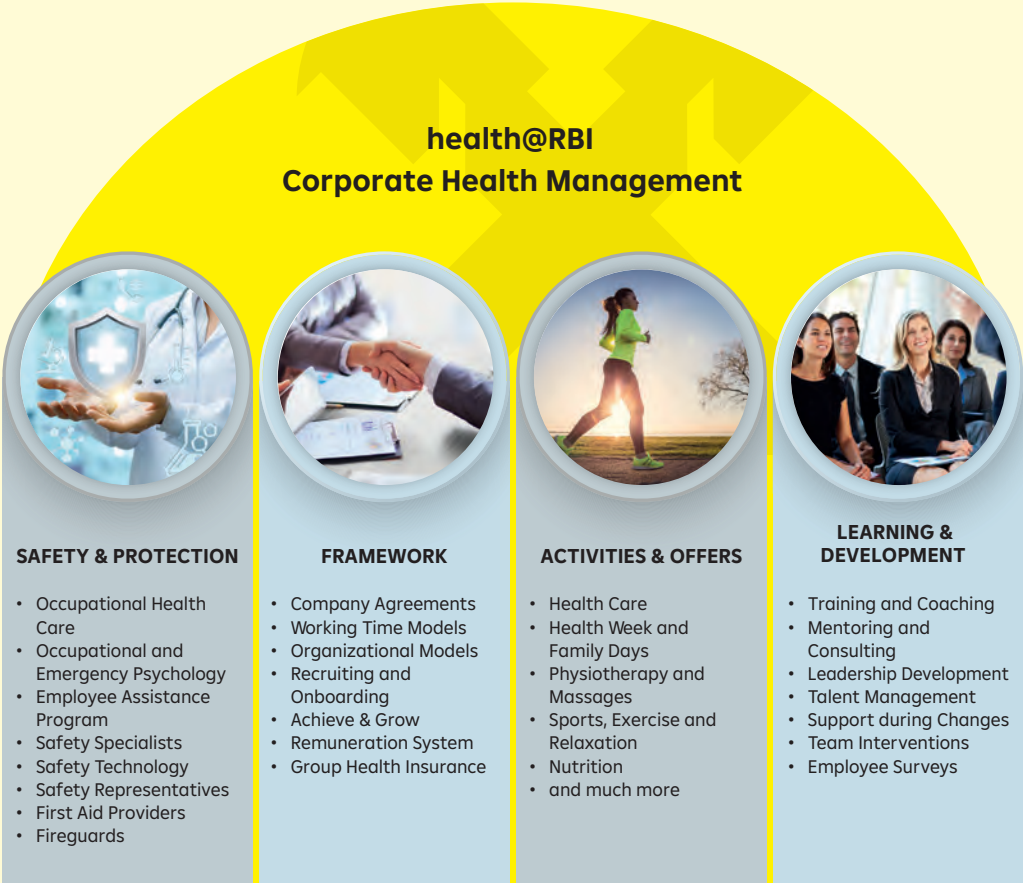 health@RBI
Corporate Health Management
SAFETY & PROTECTION
• Occupational Health
Care
• Occupational and
Emergency Psychology
• Employee Assistance
Program
• Safety Specialists
• Safety Technology
• Safety Representatives
• First Aid Providers
• Fireguards
FRAMEWORK
• Company Agreements
• Working Time Models
• Organizational Models
• Recruiting and
Onboarding
• Achieve & Grow
• Remuneration System
• Group Health Insurance
ACTIVITIES & OFFERS
• Health Care
• Health Week and
Family Days
• Physiotherapy and
Massages
• Sports, Exercise and
Relaxation
• Nutrition
• and much more
LEARNING &
DEVELOPMENT
• Training and Coaching
• Mentoring and
Consulting
• Leadership Development
• Talent Management
• Support during Changes
• Team Interventions
• Employee Surveys